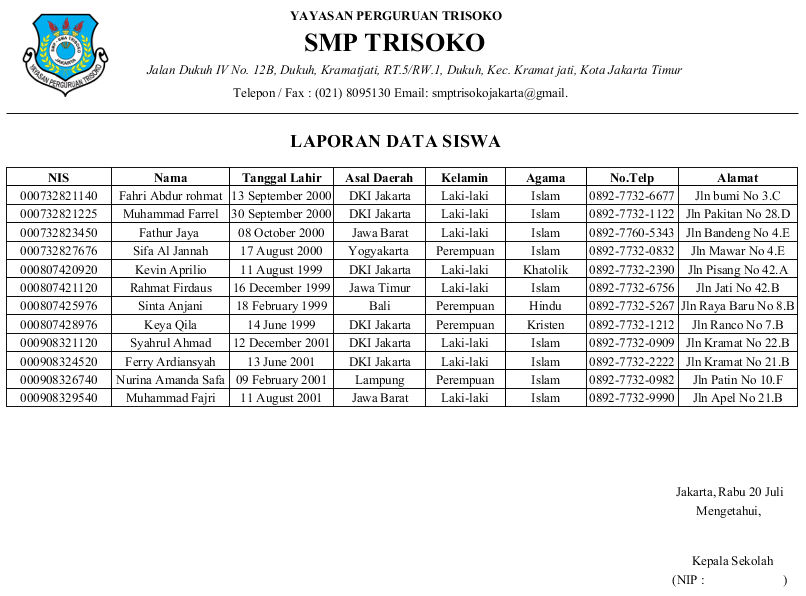 SMP - SMA TRISOKO
JAKARTA
YAYASAN PERGURUAN TRISOKO
YAYASAN PERGURUAN TRISOKO
SMP TRISOKO
Jalan Dukuh IV No. 12B, Dukuh, Kramatjati, RT.5/RW.1, Dukuh, Kec. Kramat jati, Kota Jakarta Timur
Telepon / Fax : (021) 8095130 Email: smptrisokojakarta@gmail.
LAPORAN DATA SISWA
NIS Nama Tanggal Lahir Asal Daerah Kelamin Agama No.Telp Alamat
000732821140 Fahri Abdur rohmat 13 September 2000 DKI Jakarta Laki-laki Islam 0892-7732-6677 Jln bumi No 3.C
000732821225 Muhammad Farrel 30 September 2000 DKI Jakarta Laki-laki Islam 0892-7732-1122 Jln Pakitan No 28.D
000732823450 Fathur Jaya 08 October 2000 Jawa Barat Laki-laki Islam 0892-7760-5343 Jln Bandeng No 4.E
000732827676 Sifa Al Jannah 17 August 2000 Yogyakarta Perempuan Islam 0892-7732-0832 Jln Mawar No 4.E
000807420920 Kevin Aprilio 11 August 1999 DKI Jakarta Laki-laki Khatolik 0892-7732-2390 Jln Pisang No 42.A
000807421120 Rahmat Firdaus 16 December 1999 Jawa Timur Laki-laki Islam 0892-7732-6756 Jln Jati No 42.B
000807425976 Sinta Anjani 18 February 1999 Bali Perempuan Hindu 0892-7732-5267 Jln Raya Baru No 8.B
000807428976 Keya Qila 14 June 1999 DKI Jakarta Perempuan Kristen 0892-7732-1212 Jln Ranco No 7.B
000908321120 Syahrul Ahmad 12 December 2001 DKI Jakarta Laki-laki Islam 0892-7732-0909 Jln Kramat No 22.B
000908324520 Ferry Ardiansyah 13 June 2001 DKI Jakarta Laki-laki Islam 0892-7732-2222 Jln Kramat No 21.B
000908326740 Nurina Amanda Safa 09 February 2001 Lampung Perempuan Islam 0892-7732-0982 Jln Patin No 10.F
000908329540 Muhammad Fajri 11 August 2001 Jawa Barat Laki-laki Islam 0892-7732-9990 Jln Apel No 21.B
Jakarta, Rabu 20 Juli
Mengetahui,
Kepala Sekolah
(NIP : )